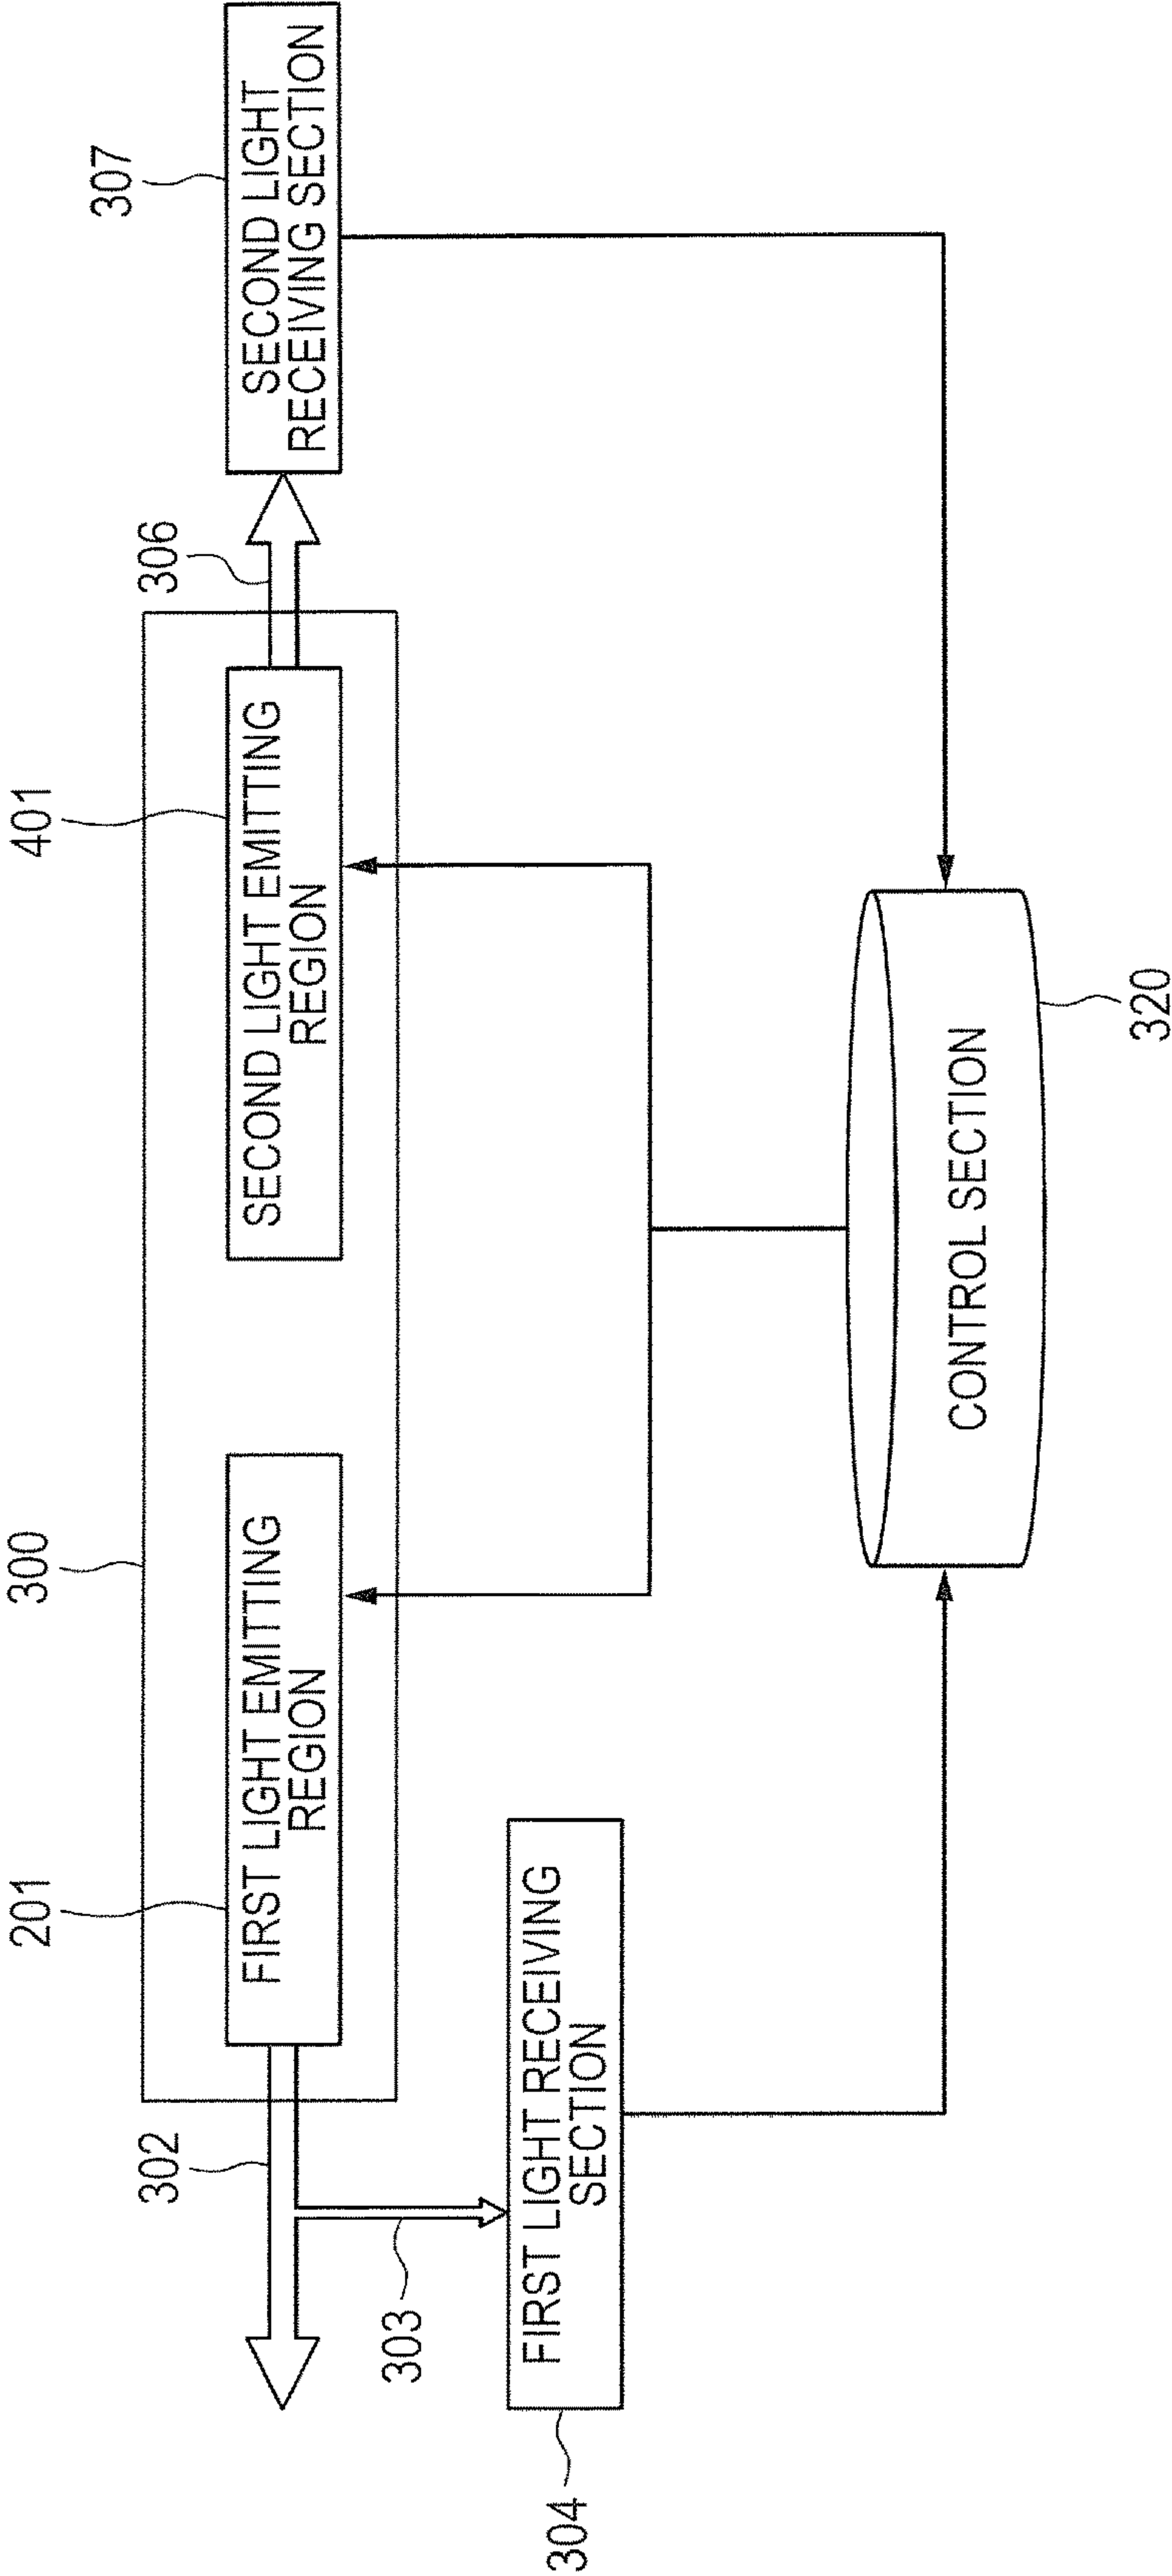 201
300
401
307
302
306
FIRST LIGHT EMITTING
REGION
SECOND LIGHT EMITTING
REGION
SECOND LIGHT
RECEIVING SECTION
303
304
FIRST LIGHT RECEIVING
SECTION
CONTROL SECTION
320